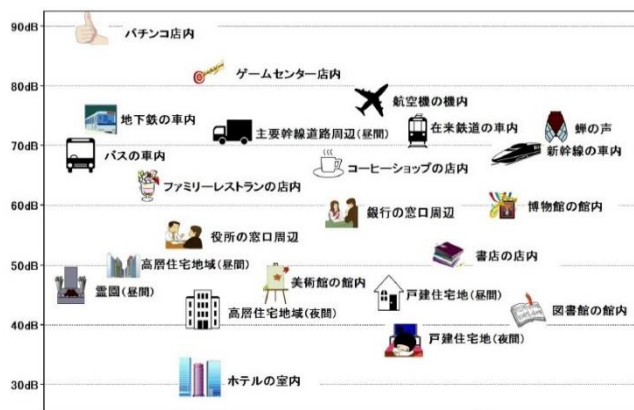 90dB
パチンコ店内
ゲームセンター店内
80dB
航空機の機内
地下鉄の車内
主要幹線道路周辺(昼間)
在来鉄道の車内
蝉の声
70dB
バスの車内
コーヒーショップの店内
新幹線の車内
ファミリーレストランの店内
60dB
銀行の窓口周辺
博物館の館内
役所の窓口周辺
書店の店内
50dB
高層住宅地域(昼間)
霊園(昼間)
美術館の館内
戸建住宅地(昼間)
高層住宅地域(夜間)
図書館の館内
40dB
戸建住宅地(夜間)
ホテルの室内
30dB